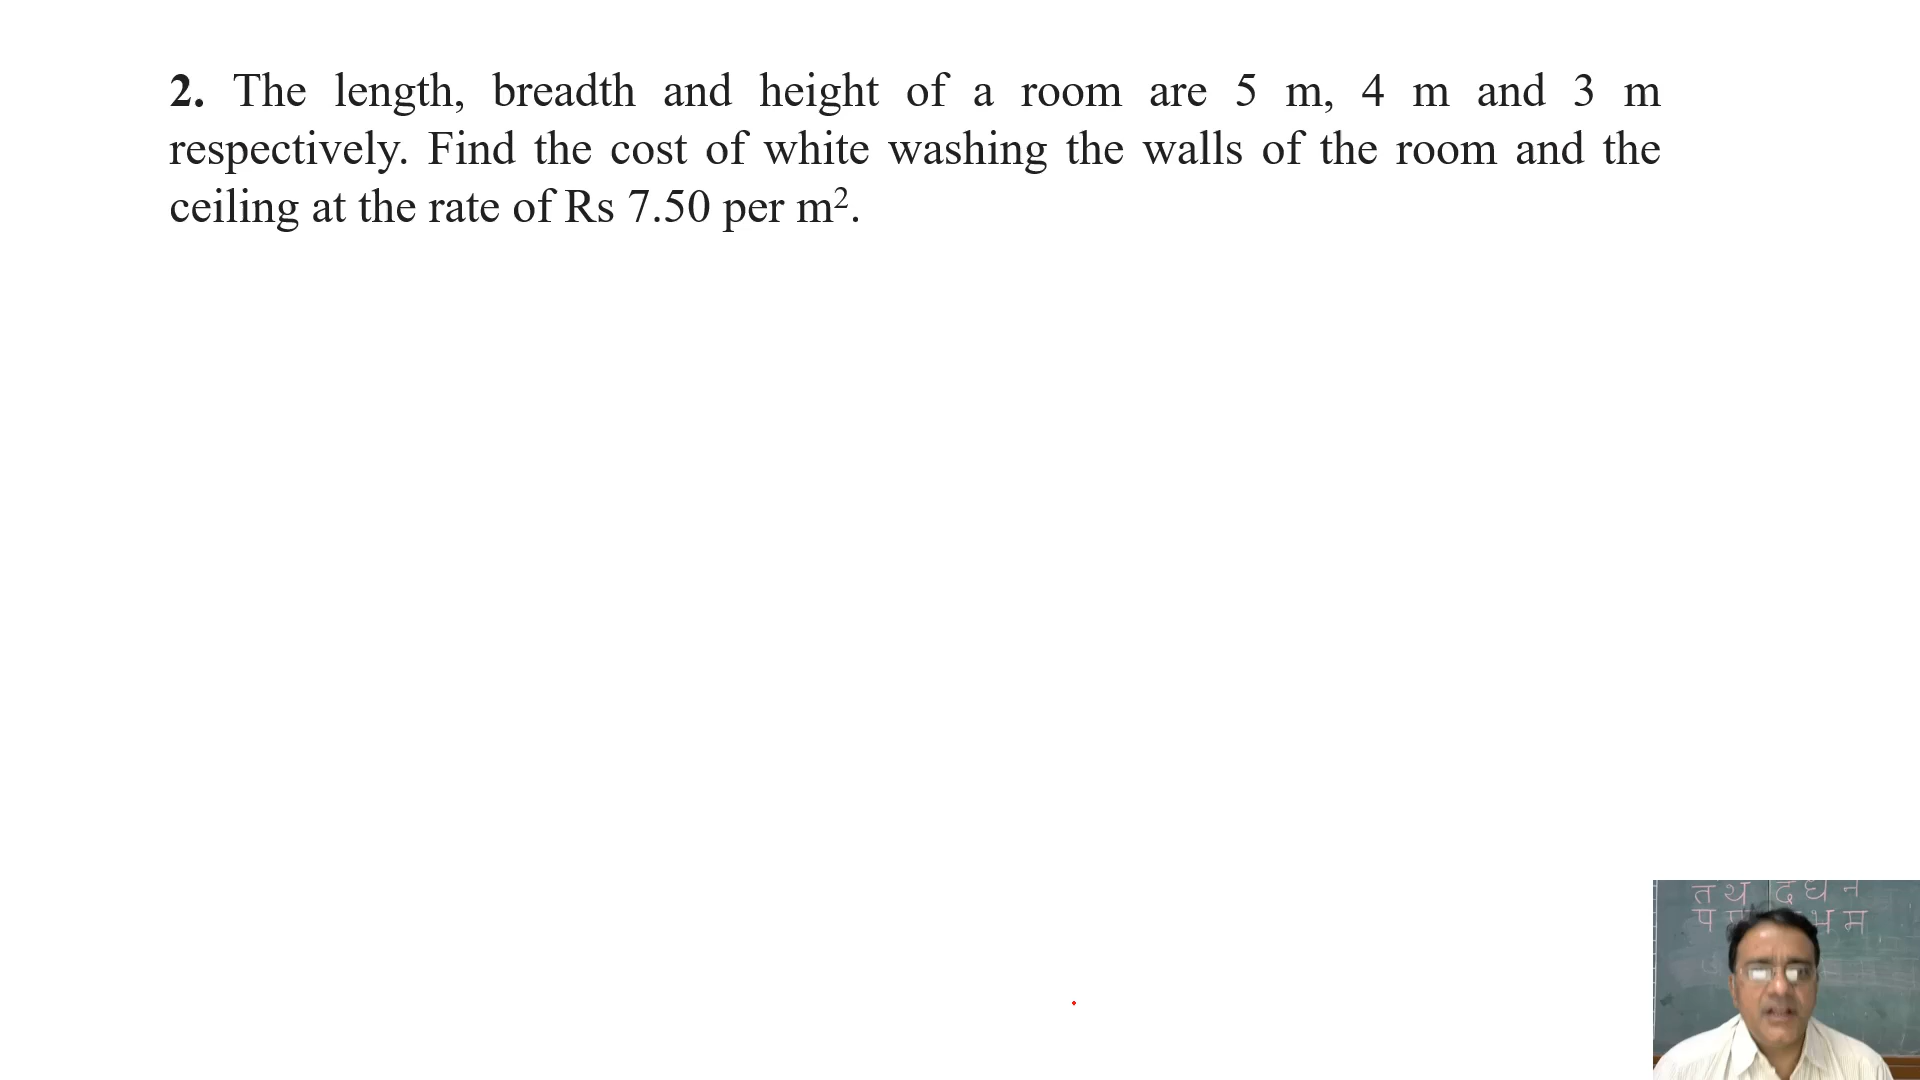 2. The length, breadth and height of a room are 5 m, 4 m and 3 m
respectively. Find the cost of white washing the walls of the room and the
ceiling at the rate of Rs 7.50 per m².
त थ द ध न
प भ म